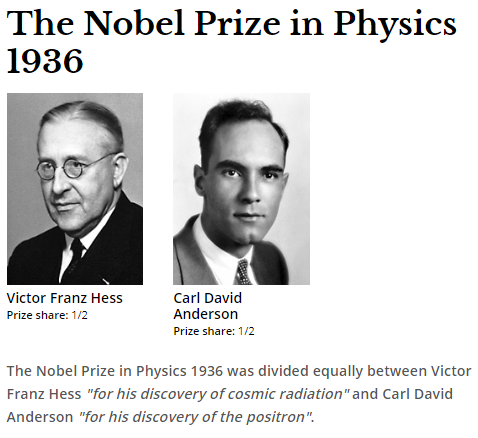 The Nobel Prize in Physics
1936
Victor Franz Hess
Prize share: 1/2
Carl David
Anderson
Prize share: 1/2
The Nobel Prize in Physics 1936 was divided equally between Victor
Franz Hess "for his discovery of cosmic radiation" and Carl David
Anderson "for his discovery of the positron".